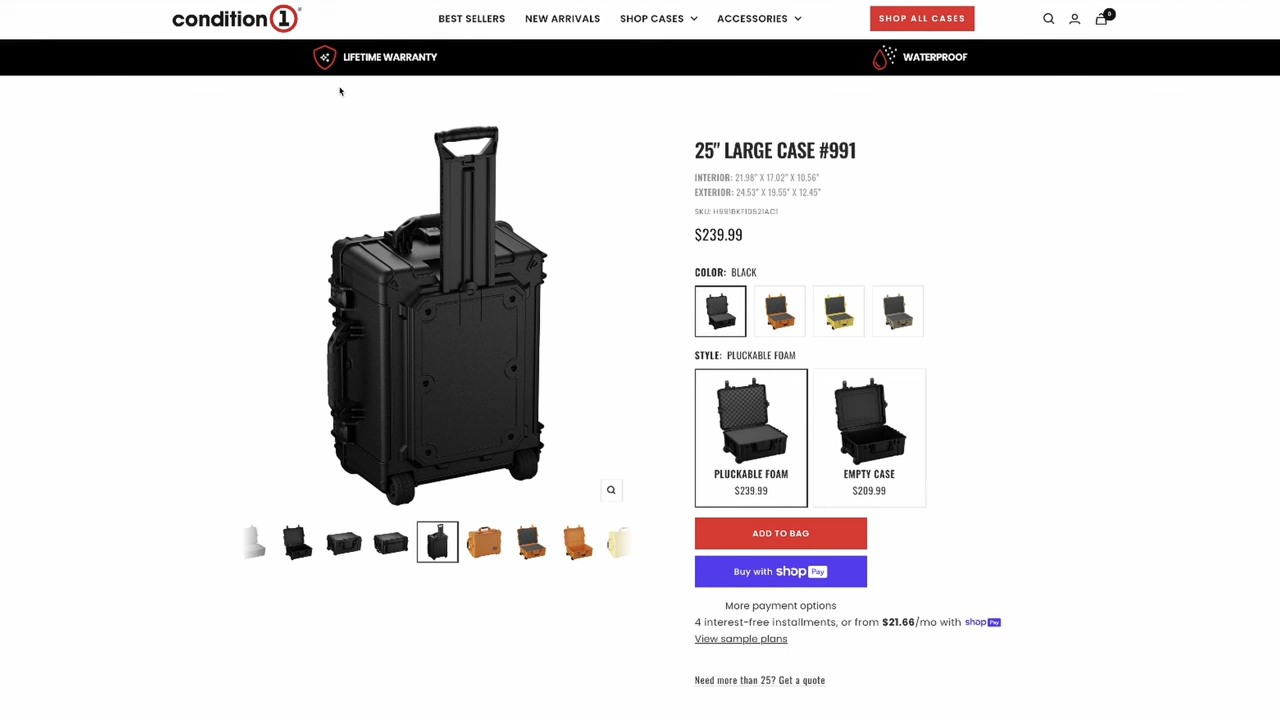 condition 1
BEST SELLERS NEW ARRIVALS SHOP CASES ACCESSORIES SHOP ALL CASES 0
LIFETIME WARRANTY WATERPROOF
25" LARGE CASE #991
INTERIOR: 21.98" X 17.02" X 10.56"
EXTERIOR: 24.53" X 19.55" X 12.45"
SKU: H991BKF1D521AC1
$239.99
COLOR: BLACK
STYLE: PLUCKABLE FOAM
PLUCKABLE FOAM EMPTY CASE
$239.99 $209.99
ADD TO BAG
Buy with shop Pay
More payment options
4 interest-free installments, or from $21.66/mo with shop Pay
View sample plans
Need more than 25? Get a quote